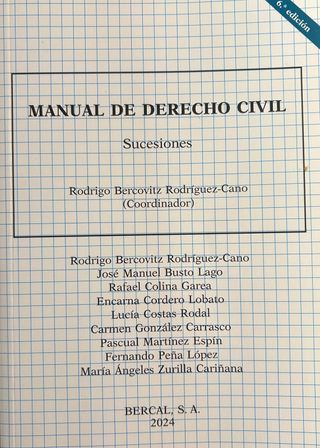 6.ª edición
MANUAL DE DERECHO CIVIL
Sucesiones
Rodrigo Bercovitz Rodríguez-Cano
(Coordinador)
Rodrigo Bercovitz Rodríguez-Cano
José Manuel Busto Lago
Rafael Colina Garea
Encarna Cordero Lobato
Lucía Costas Rodal
Carmen González Carrasco
Pascual Martínez Espín
Fernando Peña López
María Ángeles Zurilla Cariñana
BERCAL, S. A.
2024